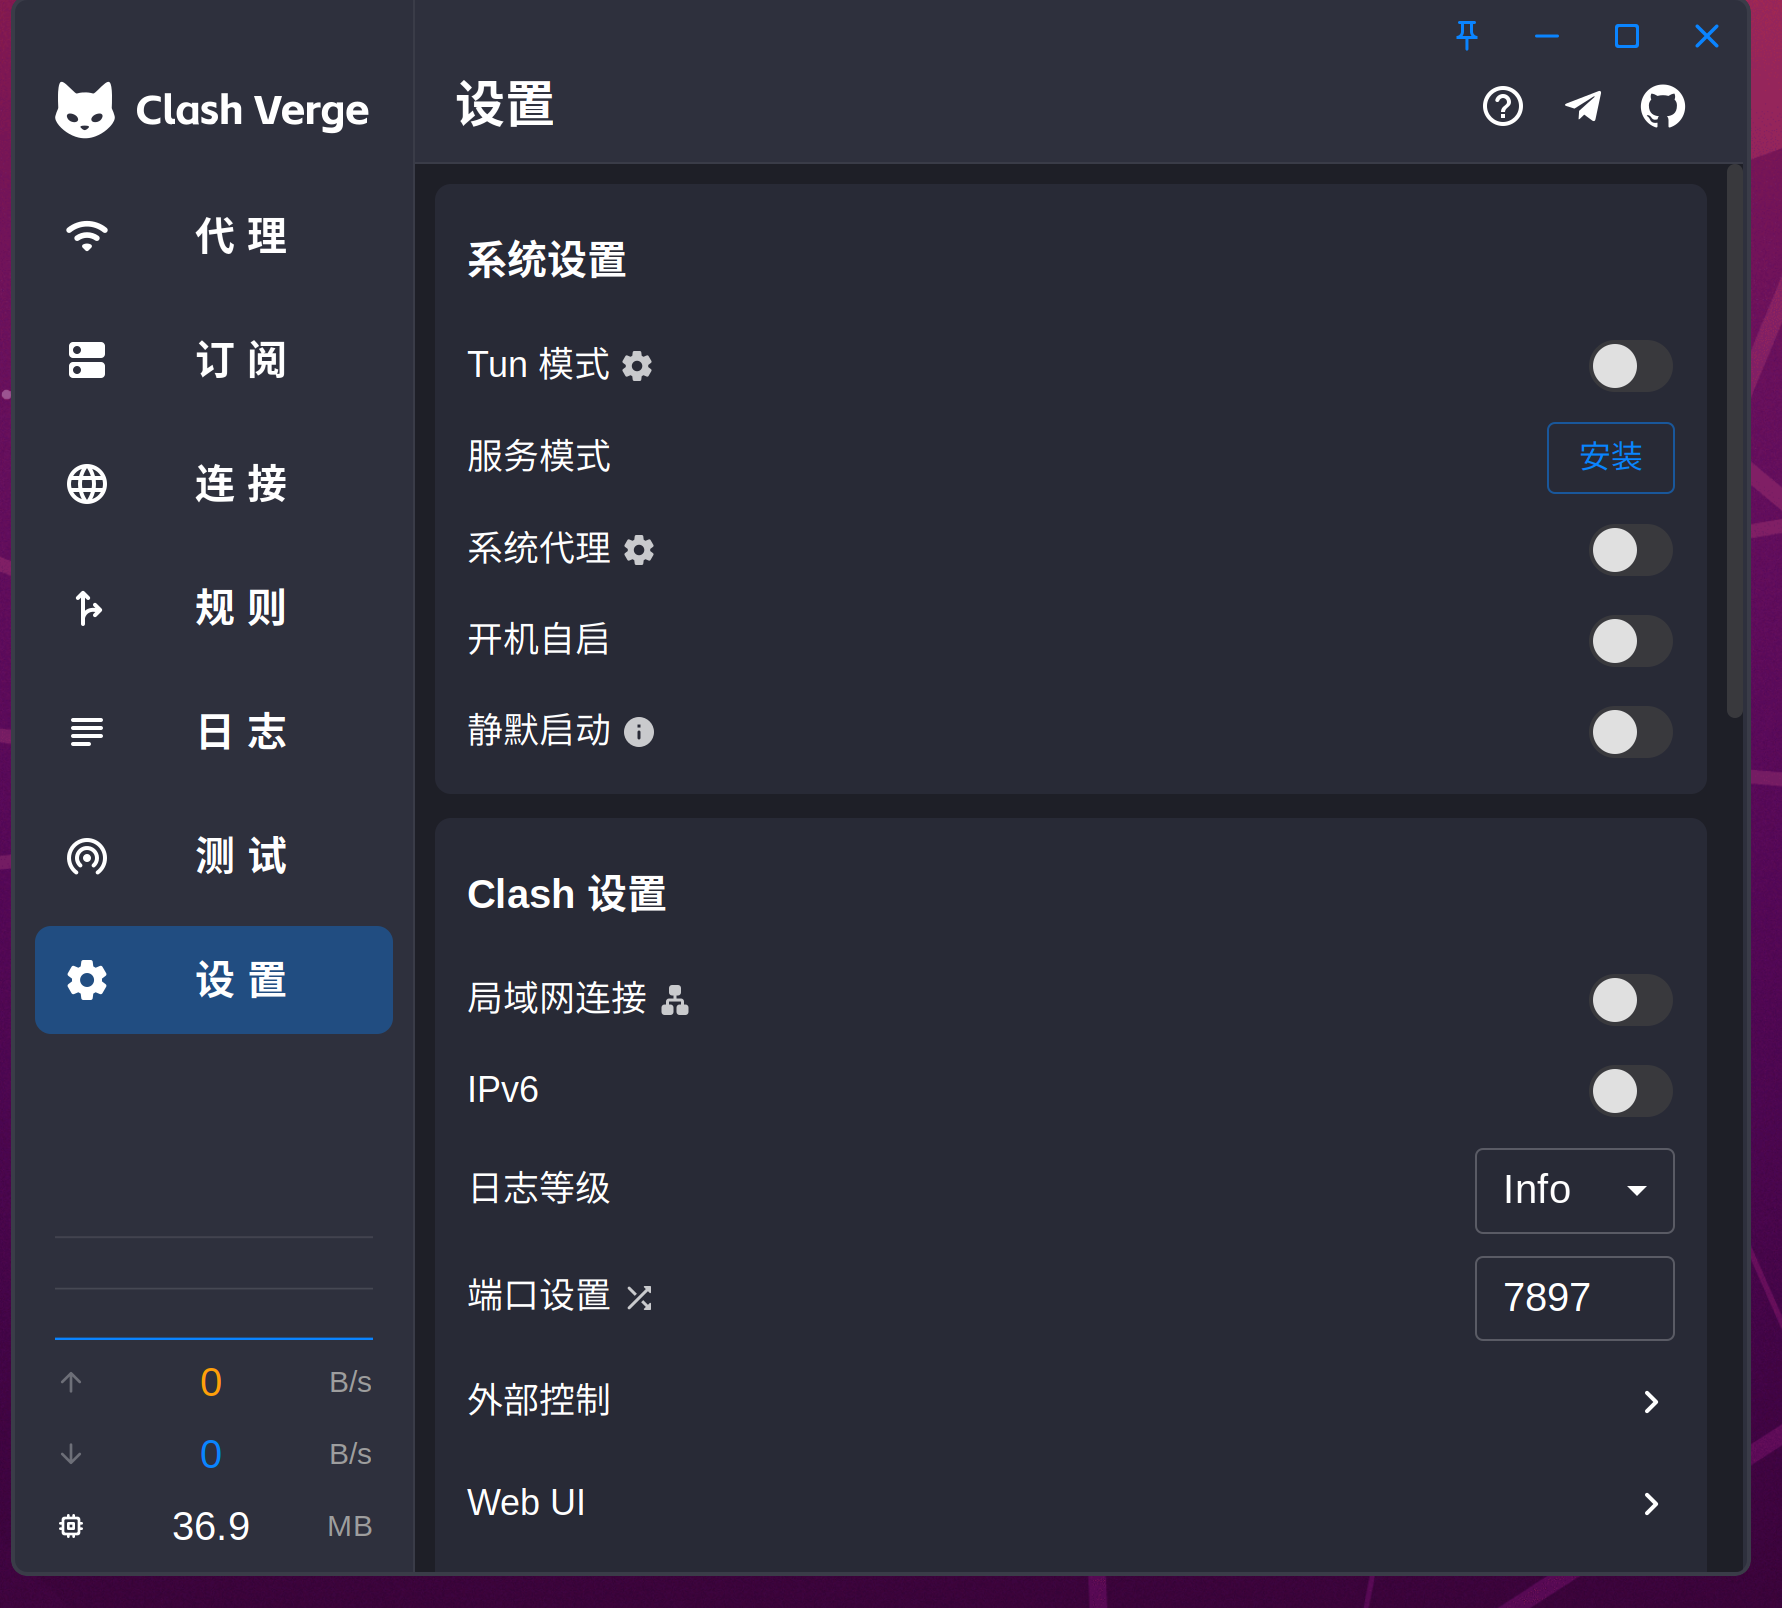 Clash Verge
代 理
订 阅
连 接
规 则
日 志
测 试
设 置
0 B/s
0 B/s
36.9 MB
设置
系统设置
Tun 模式
服务模式 安装
系统代理
开机自启
静默启动
Clash 设置
局域网连接
IPv6
日志等级 Info
端口设置 7897
外部控制
Web UI